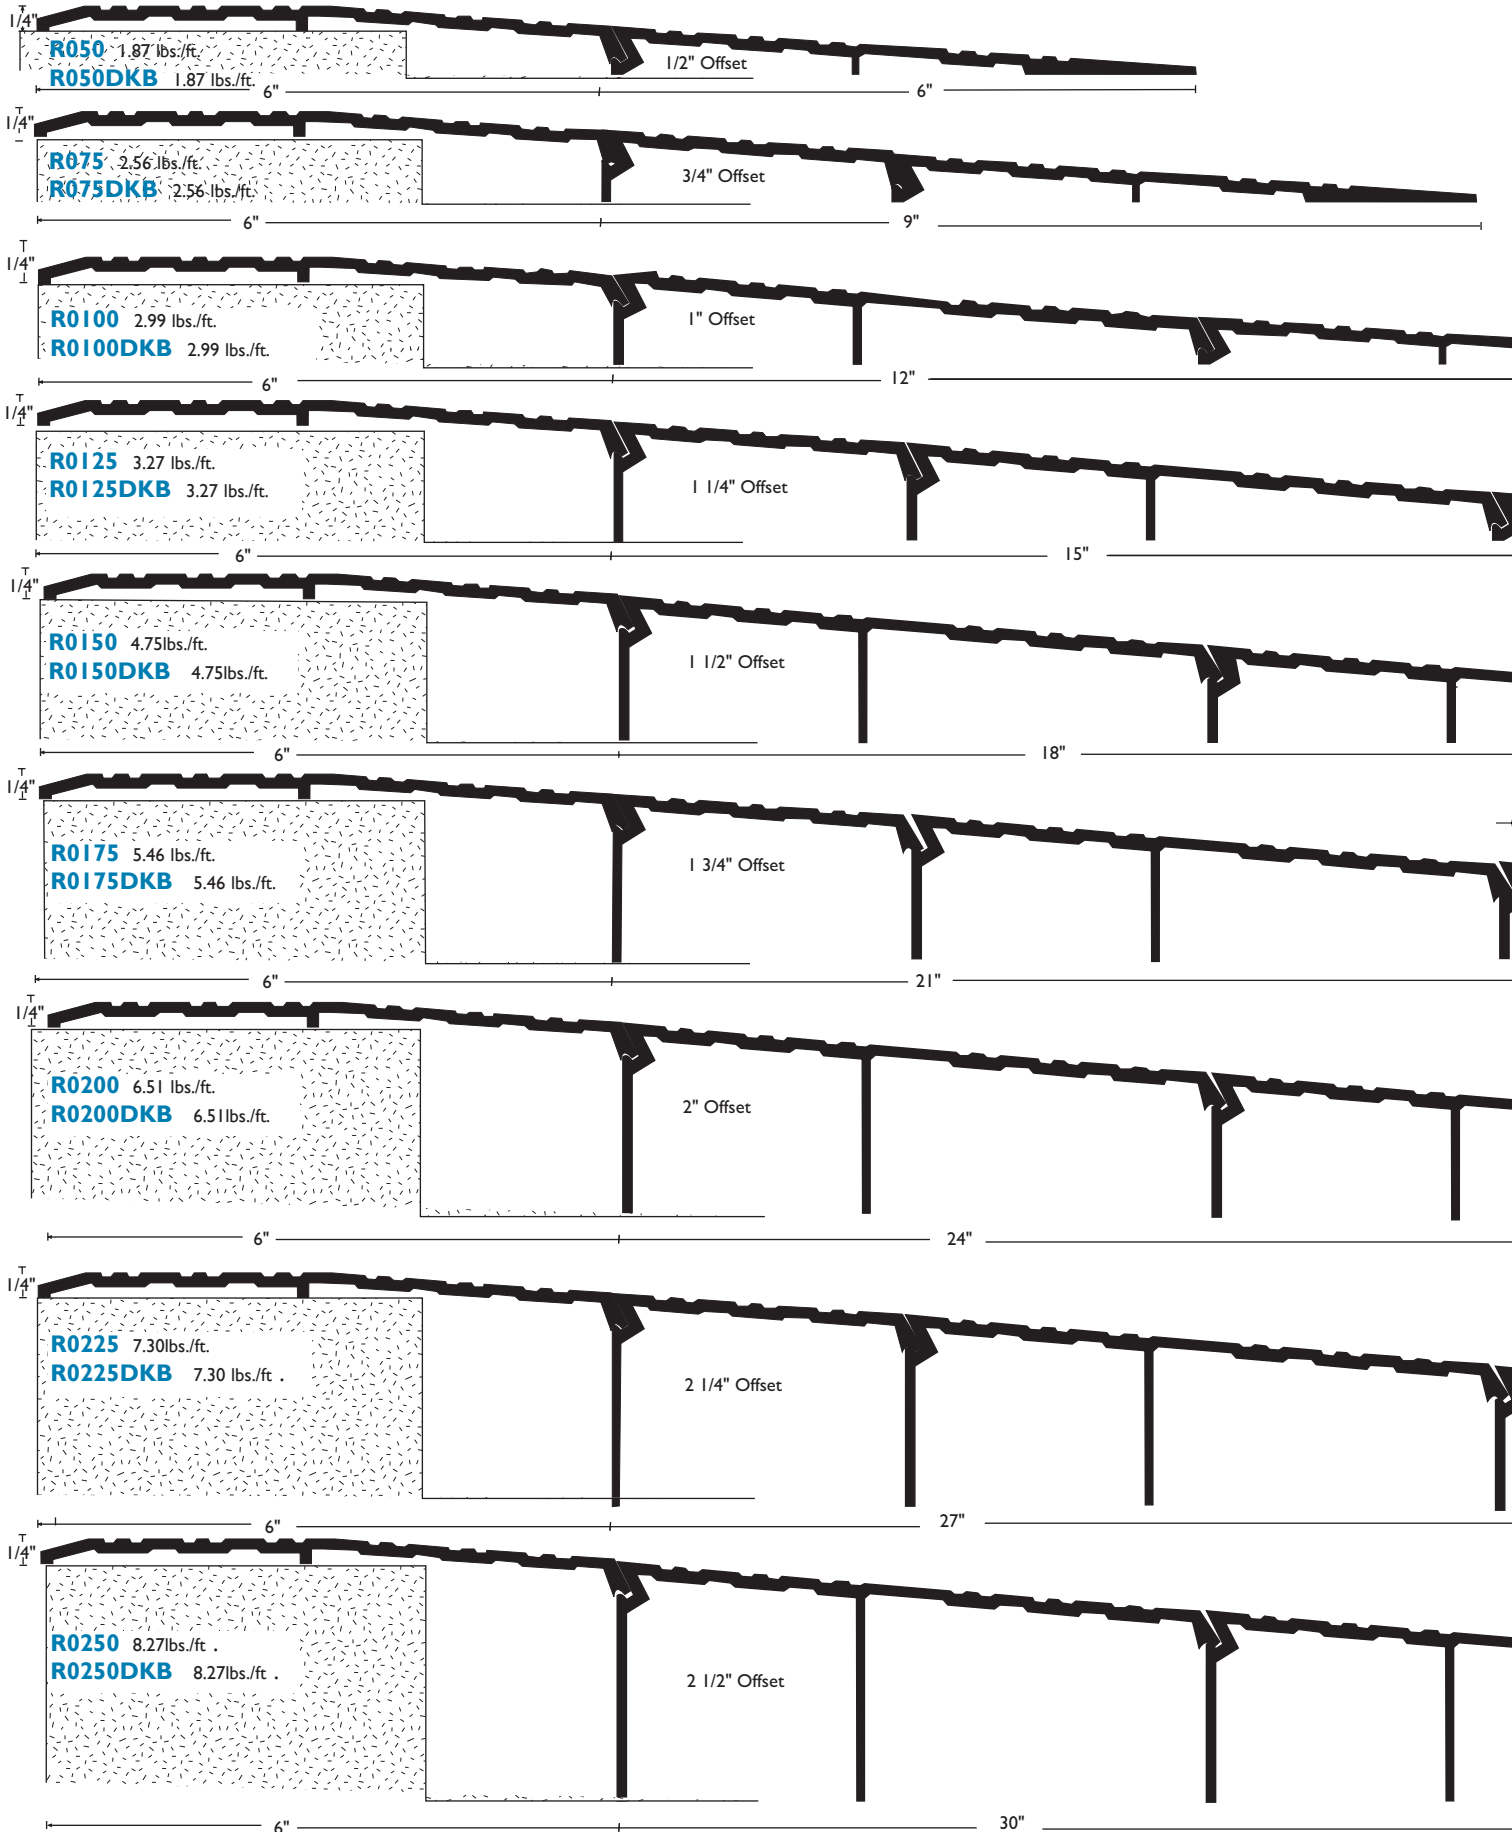 1/4"
R050 1.87 lbs./ft.
R050DKB 1.87 lbs./ft.
1/2" Offset
6" 6"
1/4"
R075 2.56 lbs./ft.
R075DKB 2.56 lbs./ft.
3/4" Offset
6" 9"
1/4"
R0100 2.99 lbs./ft.
R0100DKB 2.99 lbs./ft.
1" Offset
6" 12"
1/4"
R0125 3.27 lbs./ft.
R0125DKB 3.27 lbs./ft.
1 1/4" Offset
6" 15"
1/4"
R0150 4.75lbs./ft.
R0150DKB 4.75lbs./ft.
1 1/2" Offset
6" 18"
1/4"
R0175 5.46 lbs./ft.
R0175DKB 5.46 lbs./ft.
1 3/4" Offset
6" 21"
1/4"
R0200 6.51 lbs./ft.
R0200DKB 6.51lbs./ft.
2" Offset
6" 24"
1/4"
R0225 7.30lbs./ft.
R0225DKB 7.30 lbs./ft .
2 1/4" Offset
6" 27"
1/4"
R0250 8.27lbs./ft .
R0250DKB 8.27lbs./ft .
2 1/2" Offset
6" 30"